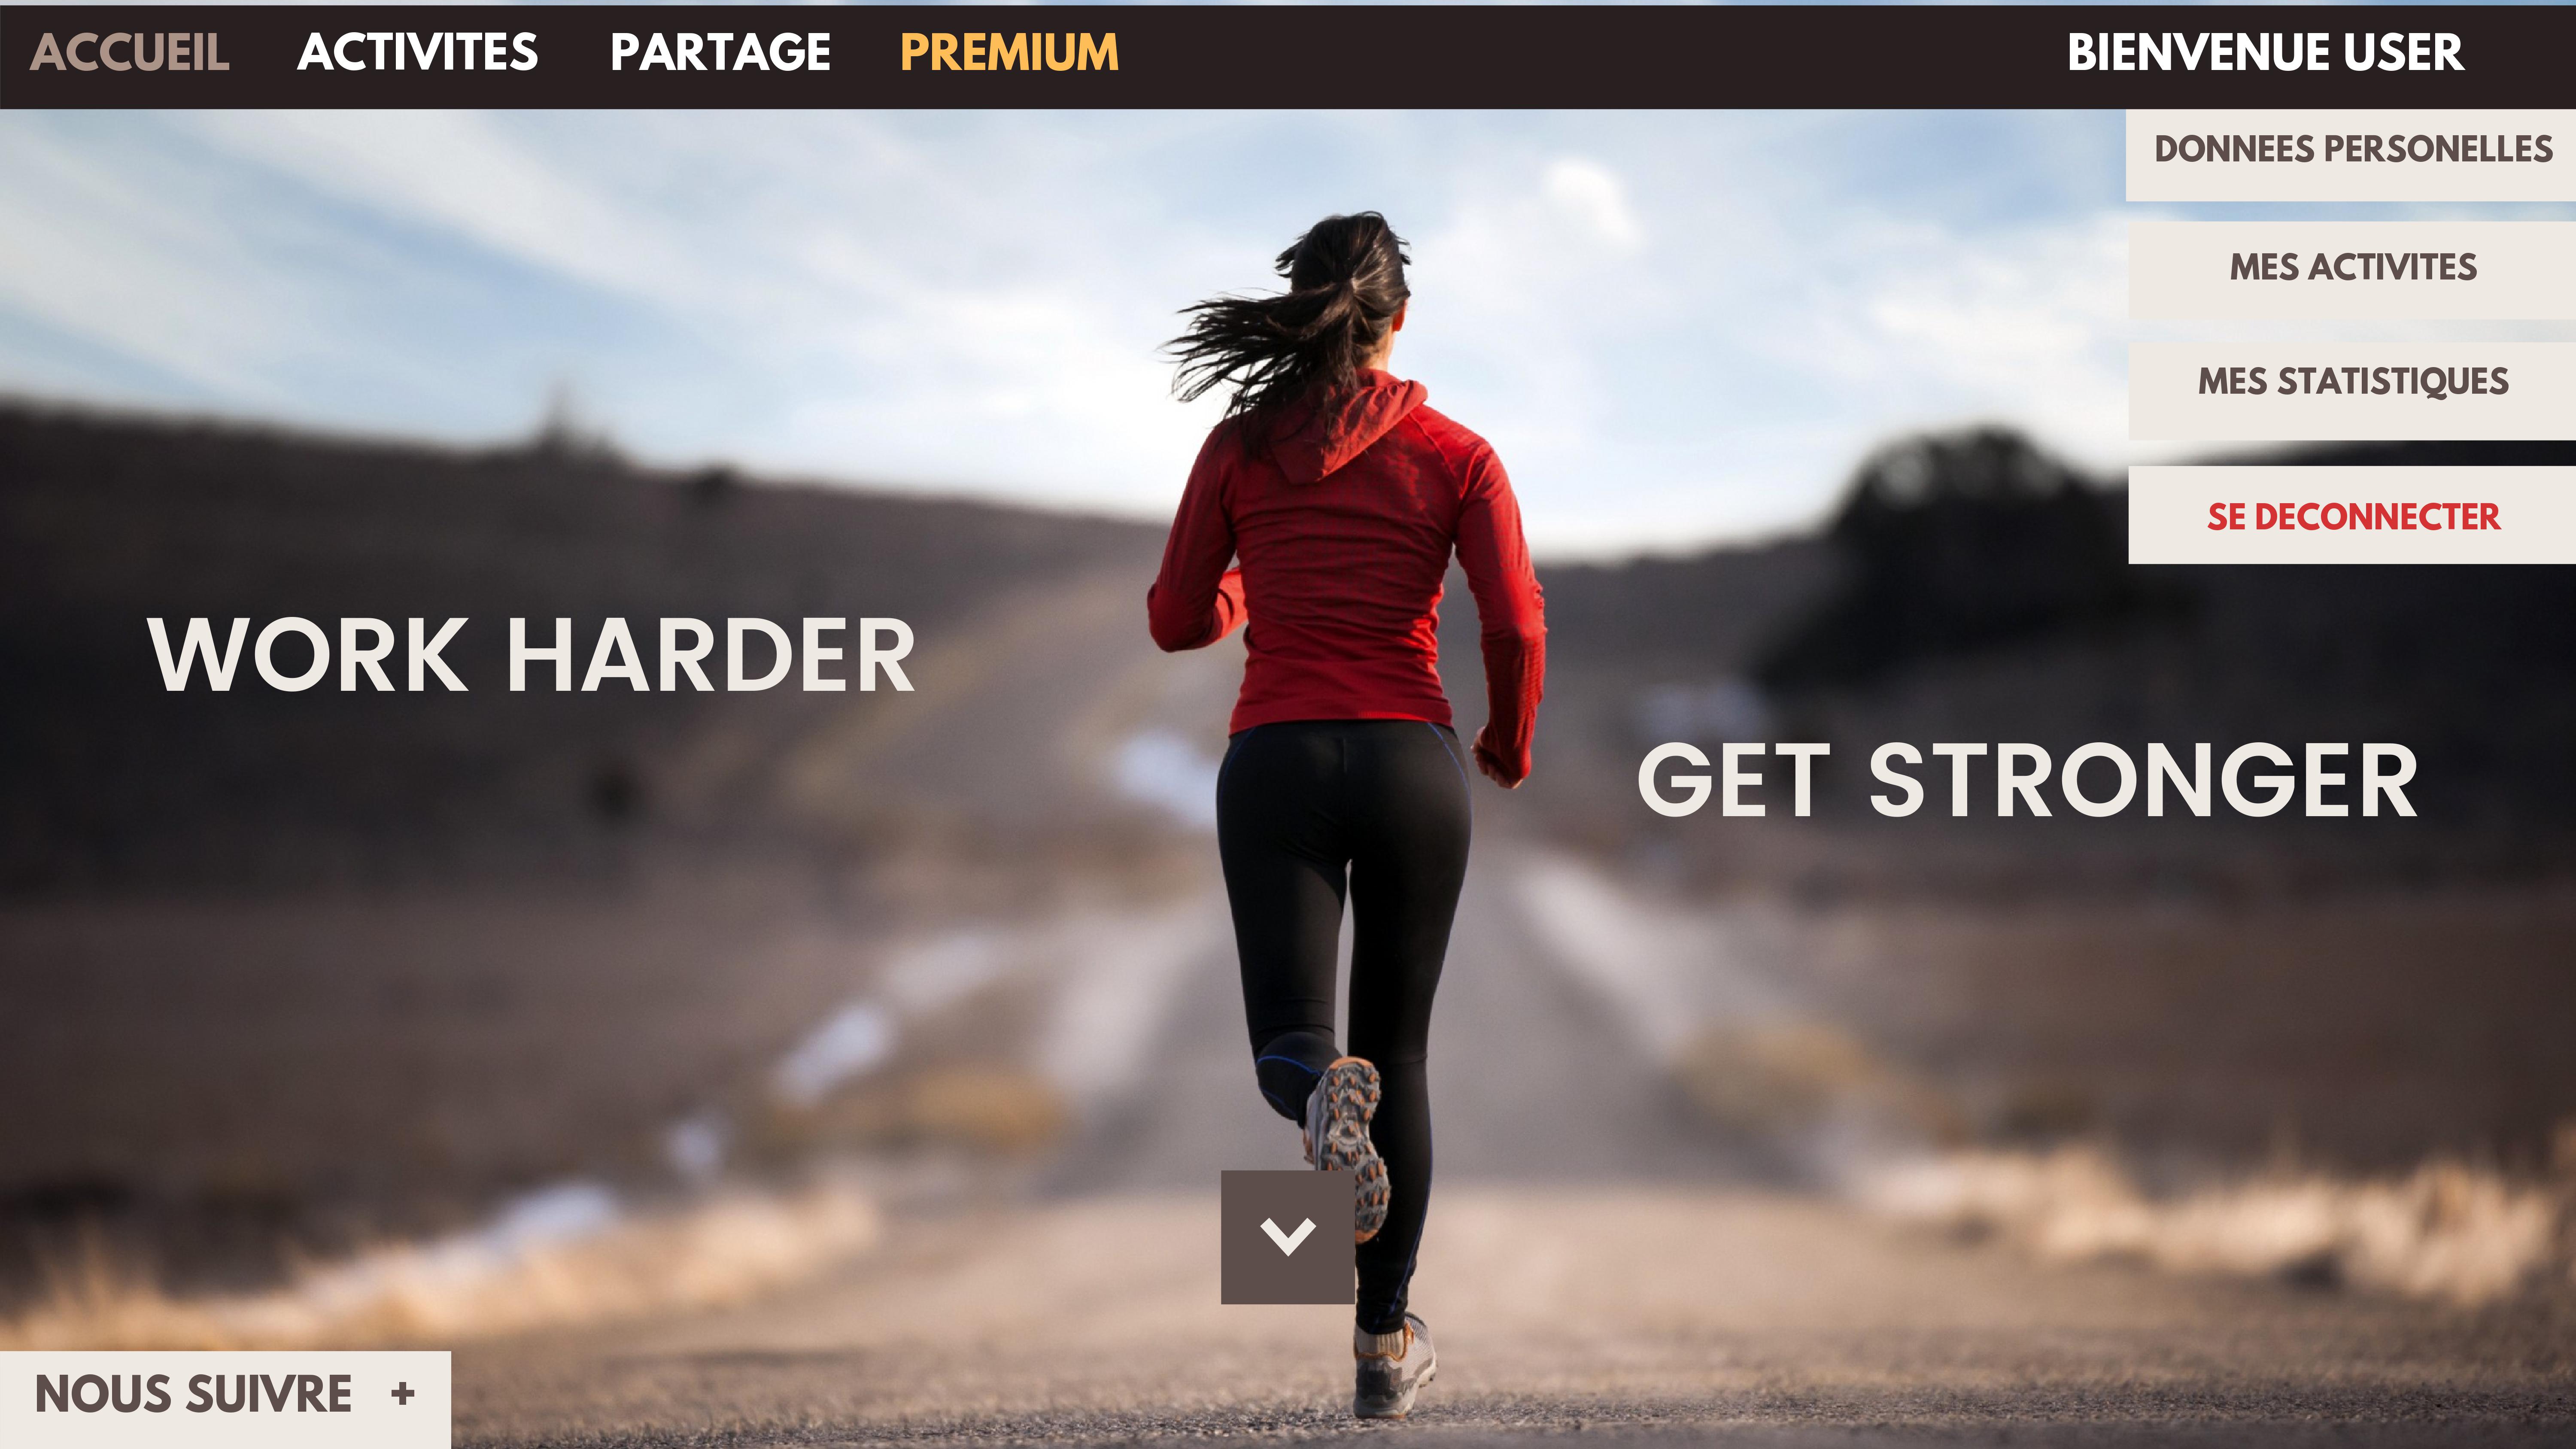 ACCUEIL ACTIVITES PARTAGE PREMIUM BIENVENUE USER
DONNEES PERSONELLES
MES ACTIVITES
MES STATISTIQUES
SE DECONNECTER
WORK HARDER
GET STRONGER
NOUS SUIVRE +